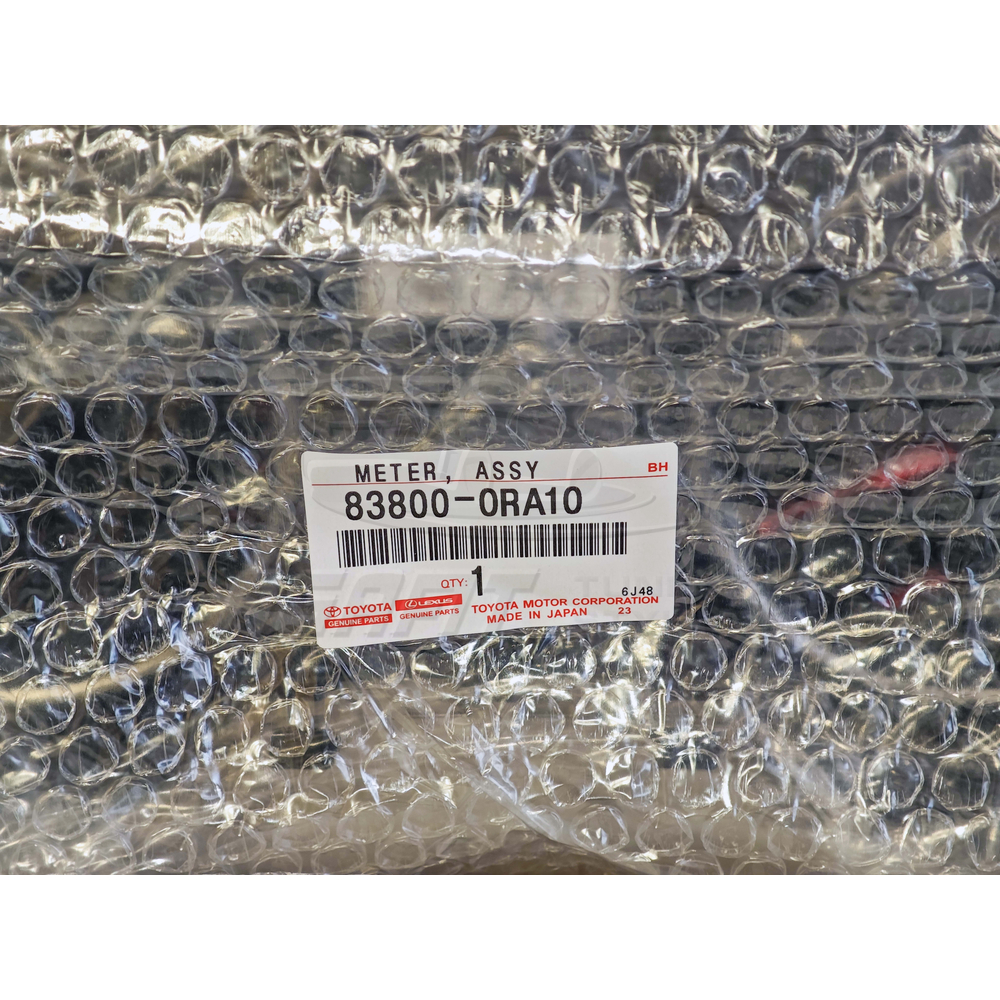 METER, ASSY
BH
83800-0RA10
QTY: 1
6J48
TOYOTA
GENUINE PARTS
LEXUS
GENUINE PARTS
TOYOTA MOTOR CORPORATION
MADE IN JAPAN 23